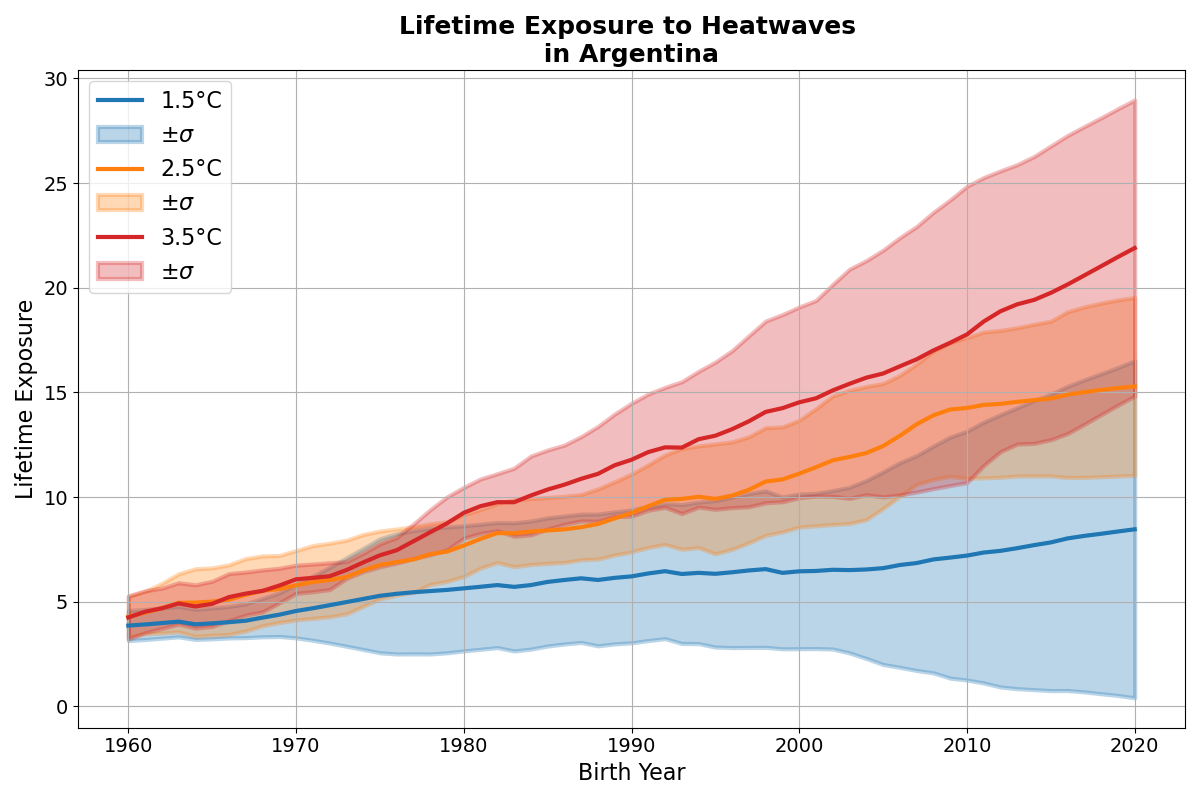 Lifetime Exposure to Heatwaves
in Argentina
1.5°C
±σ
2.5°C
±σ
3.5°C
±σ
Lifetime Exposure
30
25
20
15
10
5
0
1960 1970 1980 1990 2000 2010 2020
Birth Year